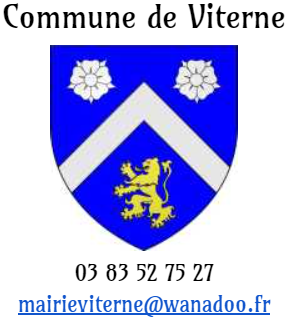 Commune de Viterne
03 83 52 75 27
mairieviterne@wanadoo.fr